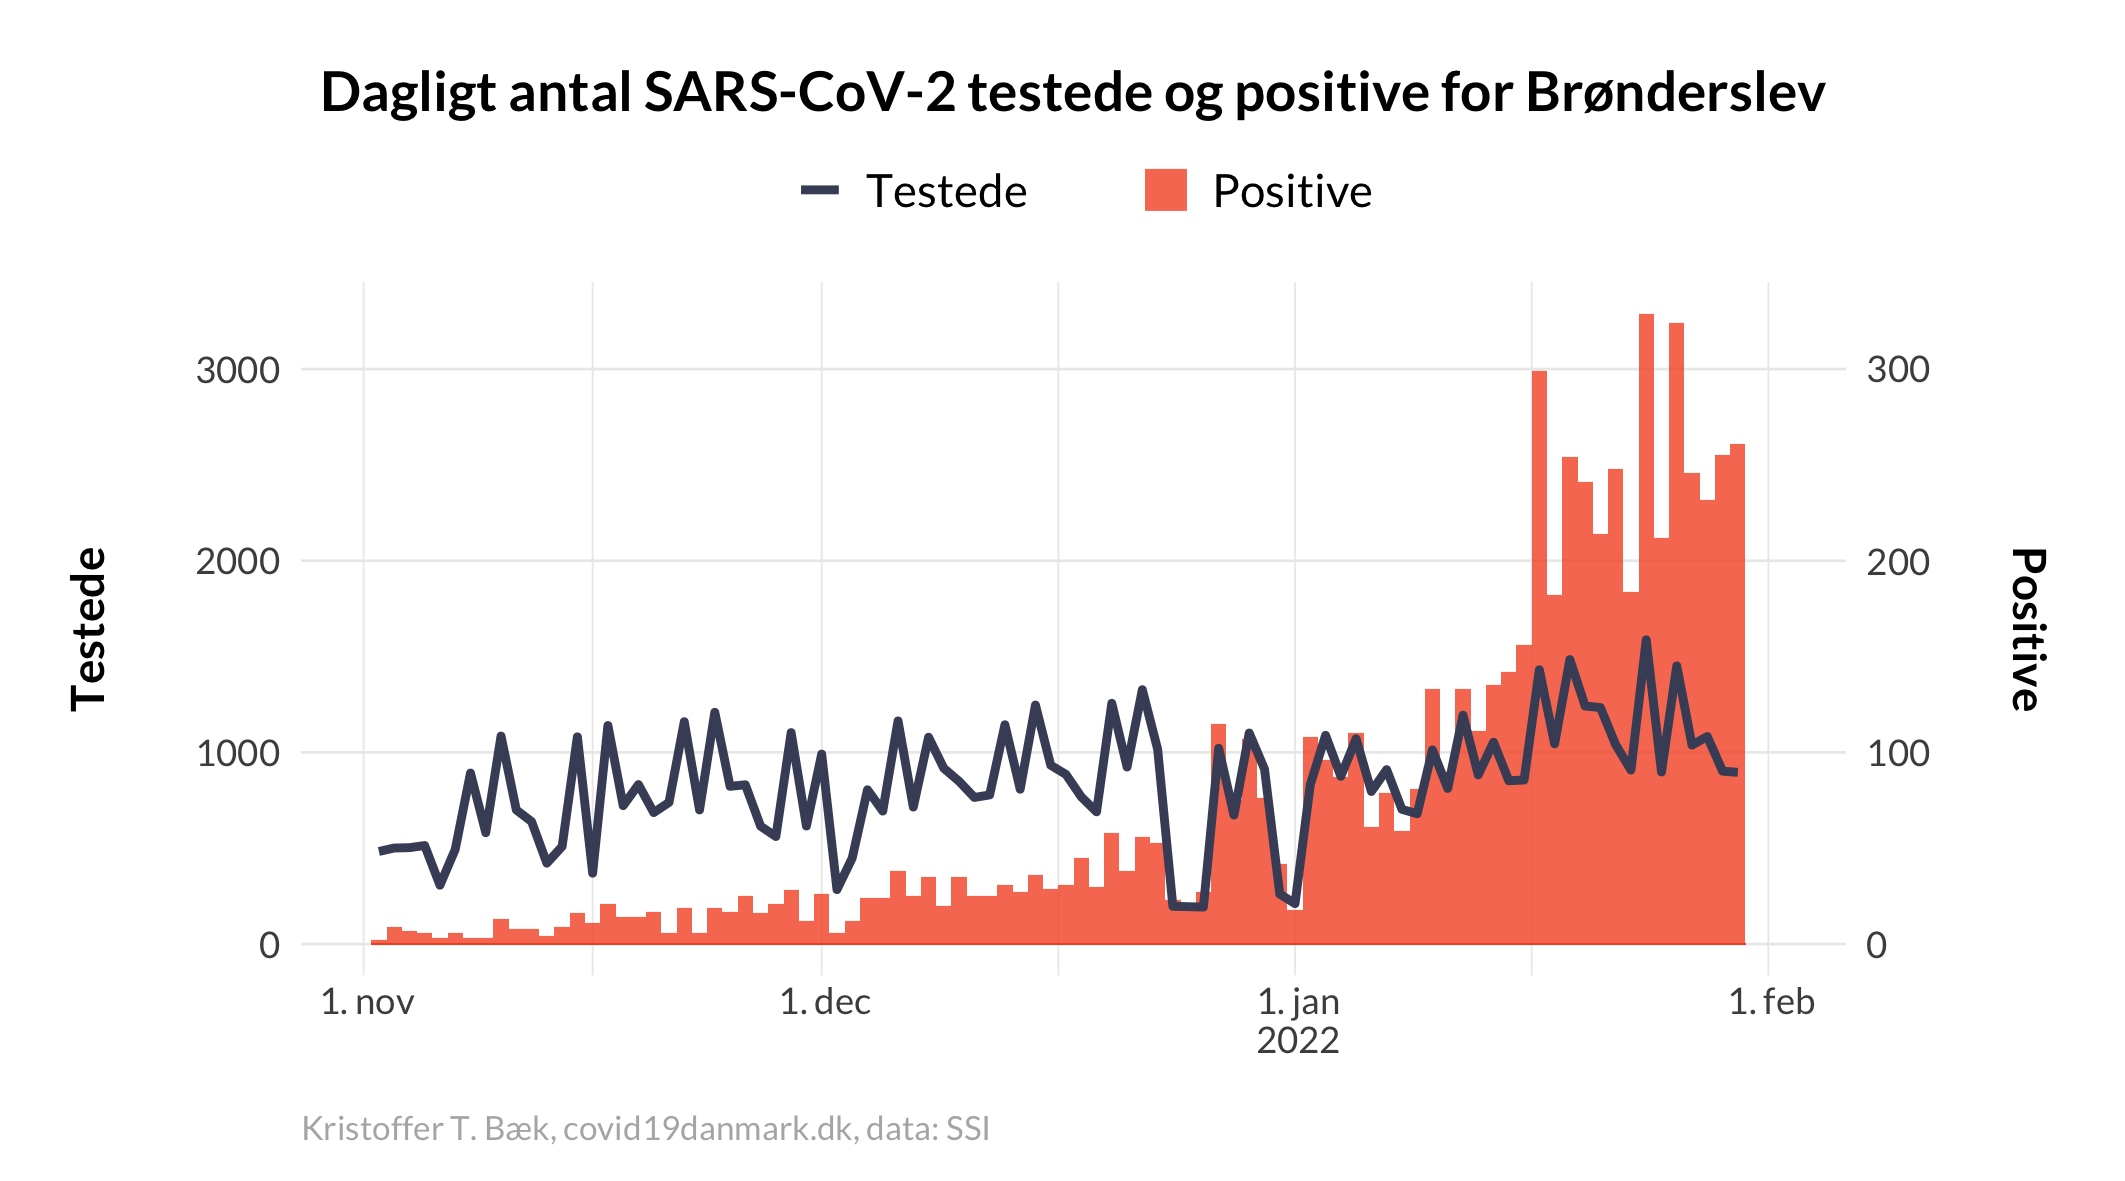 Dagligt antal SARS-CoV-2 testede og positive for Brønderslev
Testede
Positive
3000
2000
1000
0
Testede
300
200
100
0
Positive
1. nov
1. dec
1. jan
2022
1. feb
Kristoffer T. Bæk, covid19danmark.dk, data: SSI